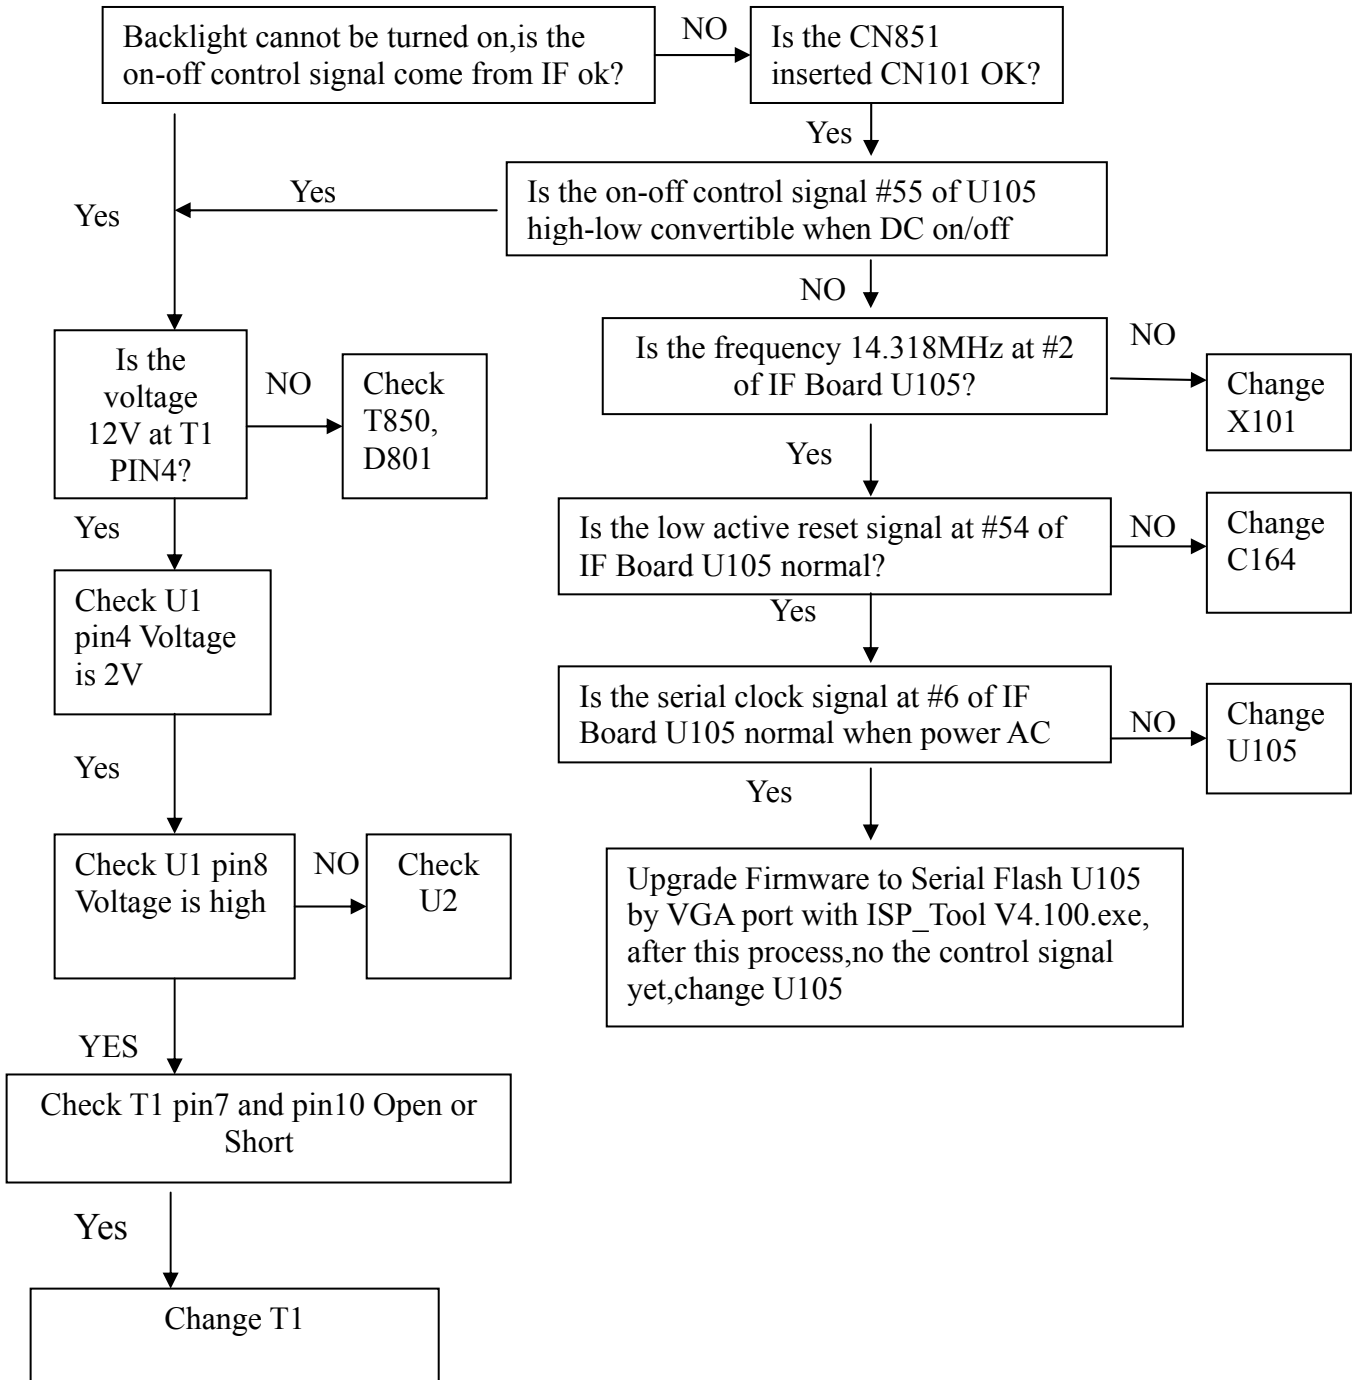 Backlight cannot be turned on,is the
on-off control signal come from IF ok?
NO
Is the CN851
inserted CN101 OK?
Yes
Yes
Is the on-off control signal #55 of U105
high-low convertible when DC on/off
Yes
NO
Is the
voltage
12V at T1
PIN4?
NO
Check
T850,
D801
Is the frequency 14.318MHz at #2
of IF Board U105?
NO
Change
X101
Yes
Yes
Is the low active reset signal at #54 of
IF Board U105 normal?
NO
Change
C164
Check U1
pin4 Voltage
is 2V
Yes
Is the serial clock signal at #6 of IF
Board U105 normal when power AC
NO
Change
U105
Yes
Yes
Check U1 pin8
Voltage is high
NO
Check
U2
Upgrade Firmware to Serial Flash U105
by VGA port with ISP_Tool V4.100.exe,
after this process,no the control signal
yet,change U105
YES
Check T1 pin7 and pin10 Open or
Short
Yes
Change T1